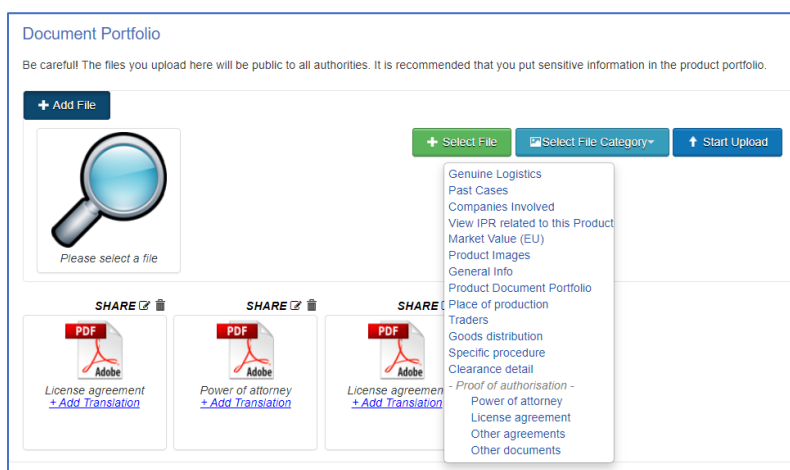 Document Portfolio
Be careful! The files you upload here will be public to all authorities. It is recommended that you put sensitive information in the product portfolio.
+ Add File
+ Select File
Select File Category
Start Upload
Please select a file
Genuine Logistics
Past Cases
Companies Involved
View IPR related to this Product
Market Value (EU)
Product Images
General Info
Product Document Portfolio
Place of production
Traders
Goods distribution
Specific procedure
Clearance detail
- Proof of authorisation -
Power of attorney
License agreement
Other agreements
Other documents
SHARE
PDF
Adobe
License agreement
+ Add Translation
SHARE
PDF
Adobe
Power of attorney
+ Add Translation
SHARE
PDF
Adobe
License agreemen
+ Add Translation